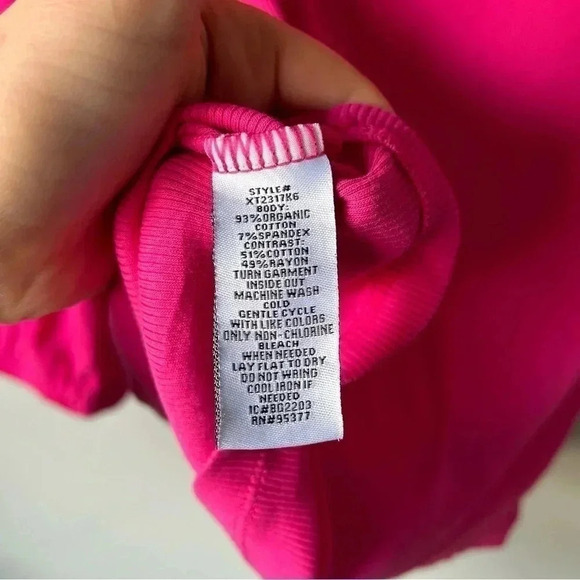 STYLE#
XT2317K6
BODY:
93%ORGANIC
COTTON
7%SPANDEX
CONTRAST:
51%COTTON
49%RAYON
TURN GARMENT
INSIDE OUT
MACHINE WASH
COLD
GENTLE CYCLE
WITH LIKE COLORS
ONLY NON-CHLORINE
BLEACH
WHEN NEEDED
LAY FLAT TO DRY
DO NOT WRING
COOL IRON IF
NEEDED
IC#BG2203
RN#95377